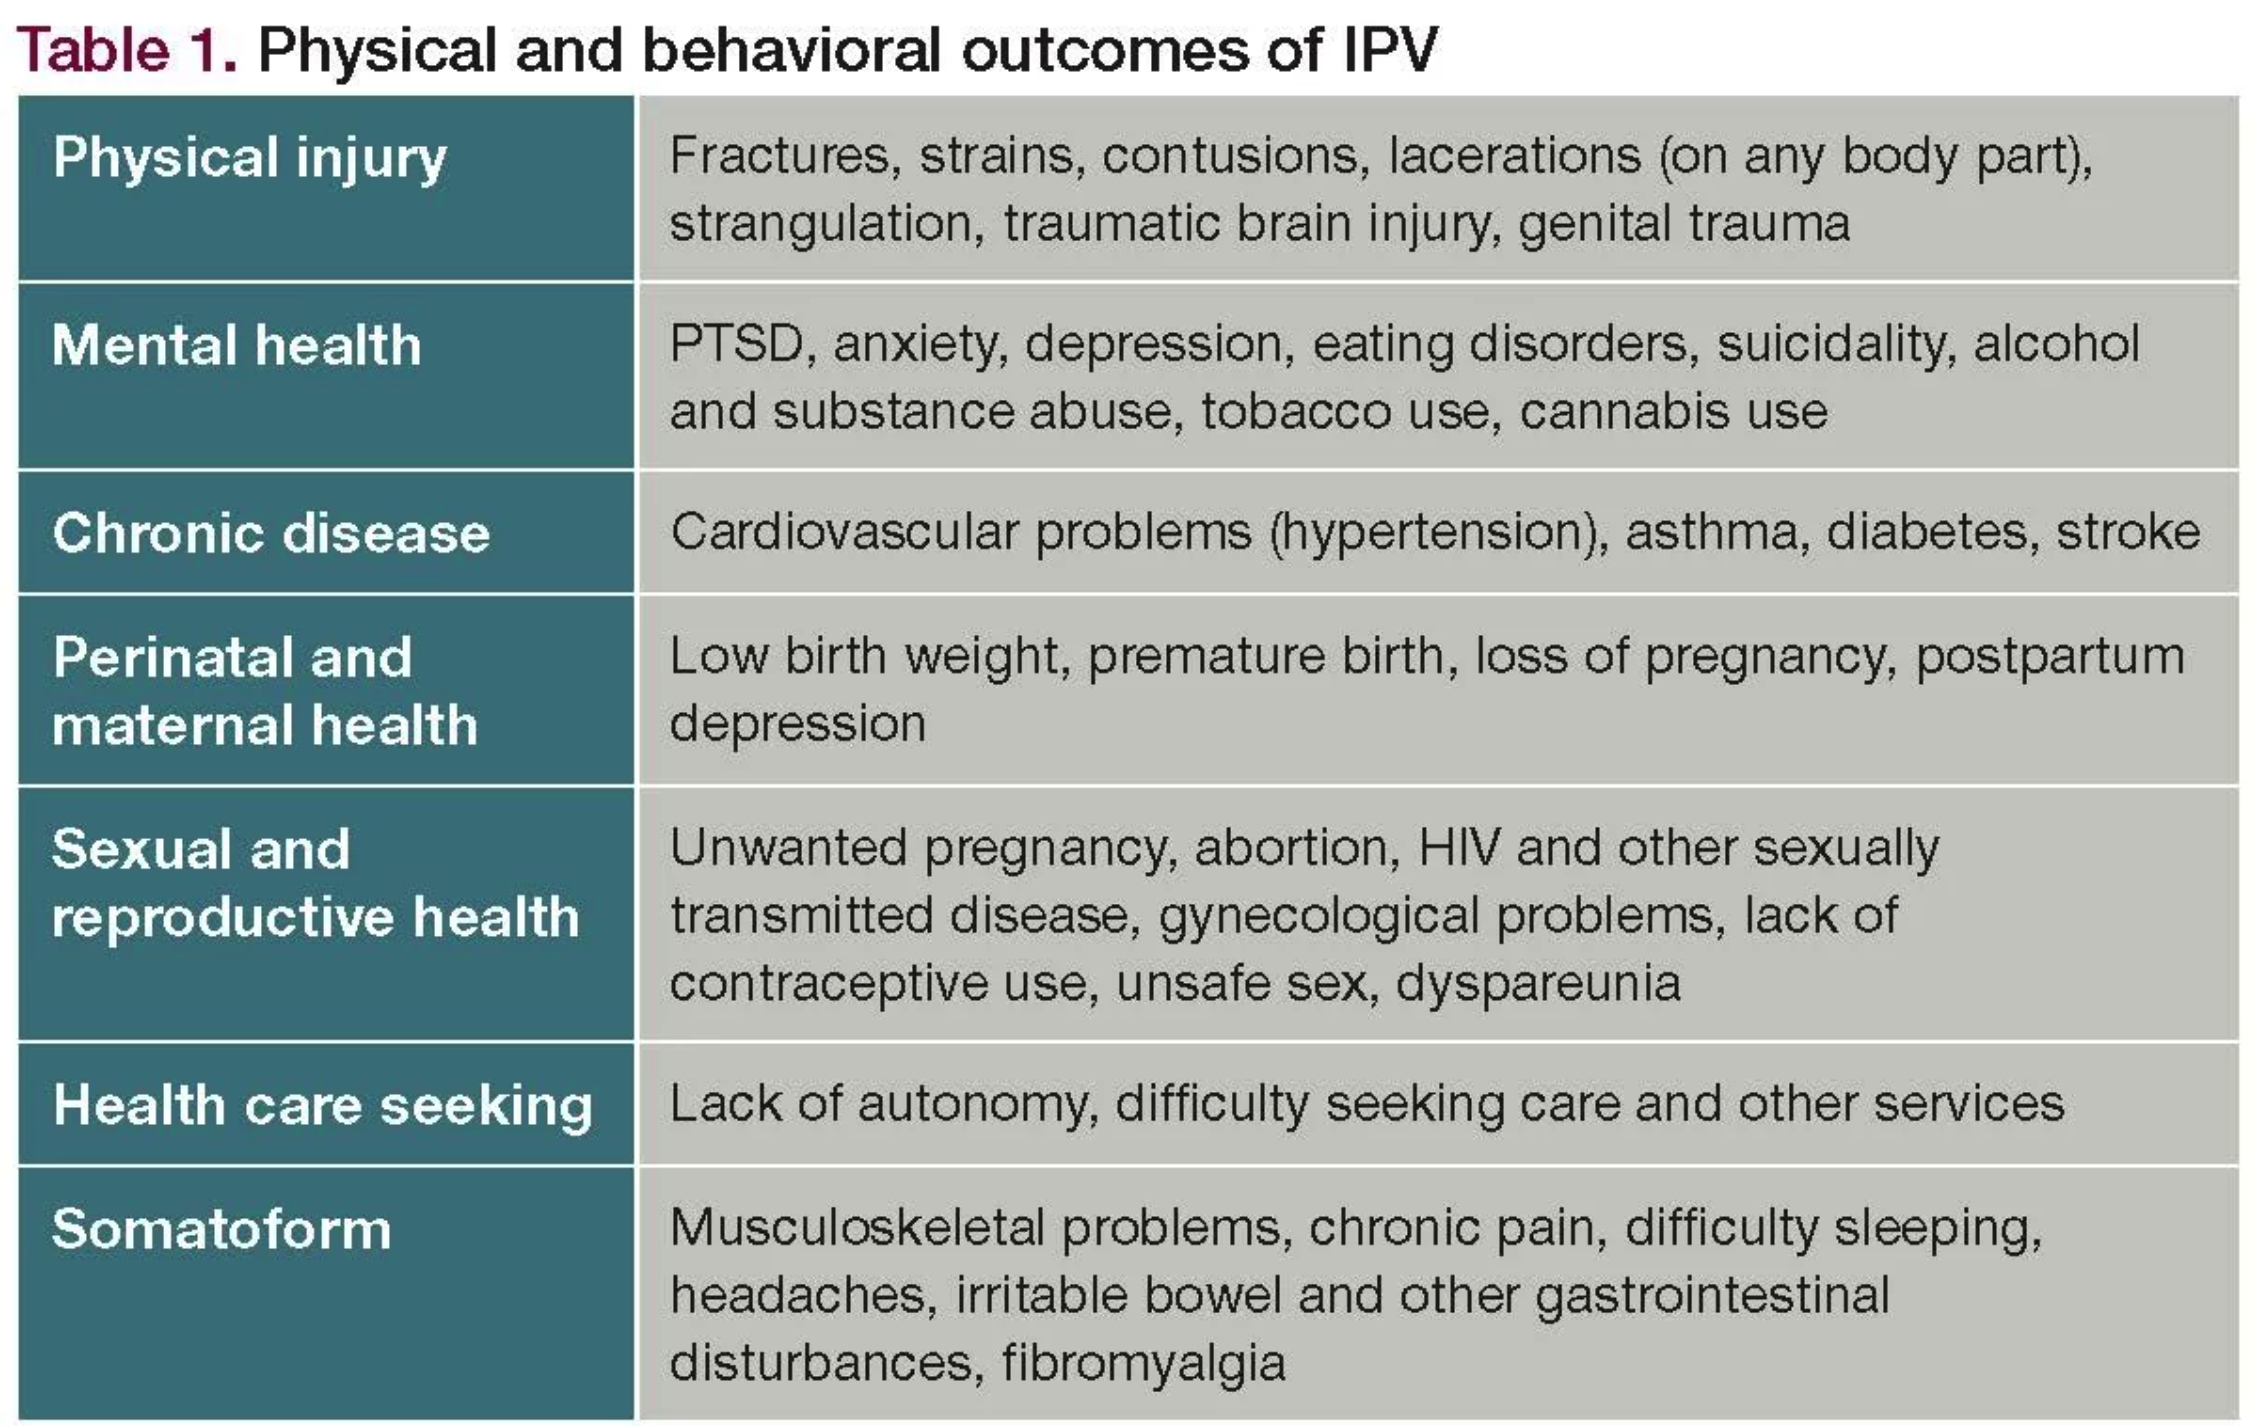 Table 1. Physical and behavioral outcomes of IPV
Physical injury
Fractures, strains, contusions, lacerations (on any body part),
strangulation, traumatic brain injury, genital trauma
Mental health
PTSD, anxiety, depression, eating disorders, suicidality, alcohol
and substance abuse, tobacco use, cannabis use
Chronic disease
Cardiovascular problems (hypertension), asthma, diabetes, stroke
Perinatal and
maternal health
Low birth weight, premature birth, loss of pregnancy, postpartum
depression
Sexual and
reproductive health
Unwanted pregnancy, abortion, HIV and other sexually
transmitted disease, gynecological problems, lack of
contraceptive use, unsafe sex, dyspareunia
Health care seeking
Lack of autonomy, difficulty seeking care and other services
Somatoform
Musculoskeletal problems, chronic pain, difficulty sleeping,
headaches, irritable bowel and other gastrointestinal
disturbances, fibromyalgia